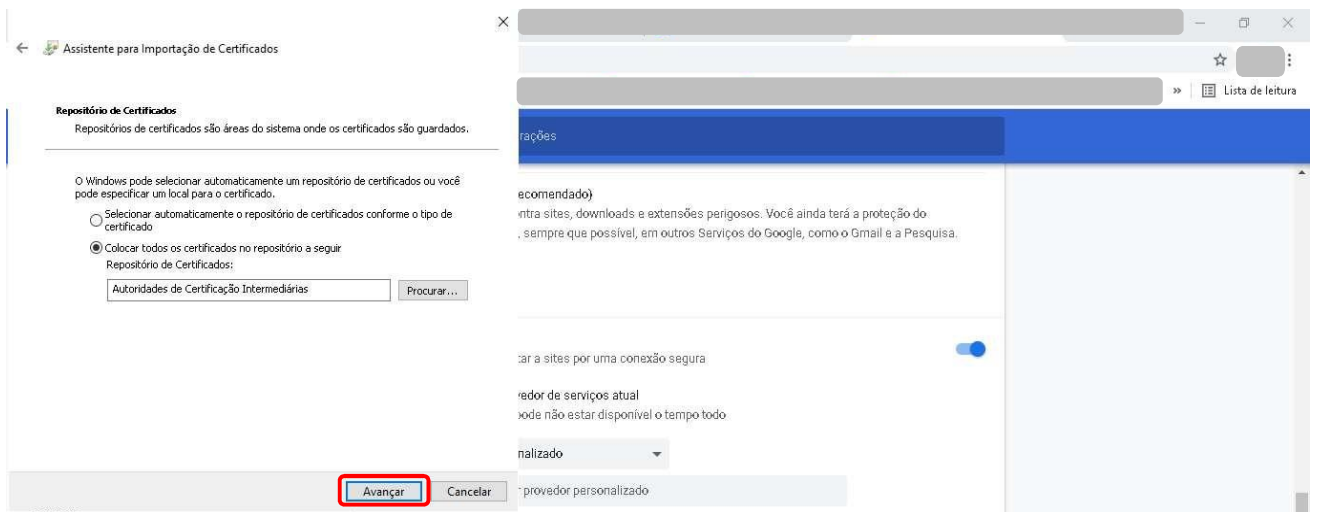 Assistente para Importação de Certificados
Repositório de Certificados
Repositórios de certificados são áreas do sistema onde os certificados são guardados.
O Windows pode selecionar automaticamente um repositório de certificados ou você
pode especificar um local para o certificado.
Selecionar automaticamente o repositório de certificados conforme o tipo de
certificado
Colocar todos os certificados no repositório a seguir
Repositório de Certificados:
Autoridades de Certificação Intermediárias
Procurar...
Avançar
Cancelar
» Lista de leitura
rações
ecomendado)
ntra sites, downloads e extensões perigosos. Você ainda terá a proteção do
, sempre que possível, em outros Serviços do Google, como o Gmail e a Pesquisa.
tar a sites por uma conexão segura
vedor de serviços atual
pode não estar disponível o tempo todo
nalizado
r provedor personalizado